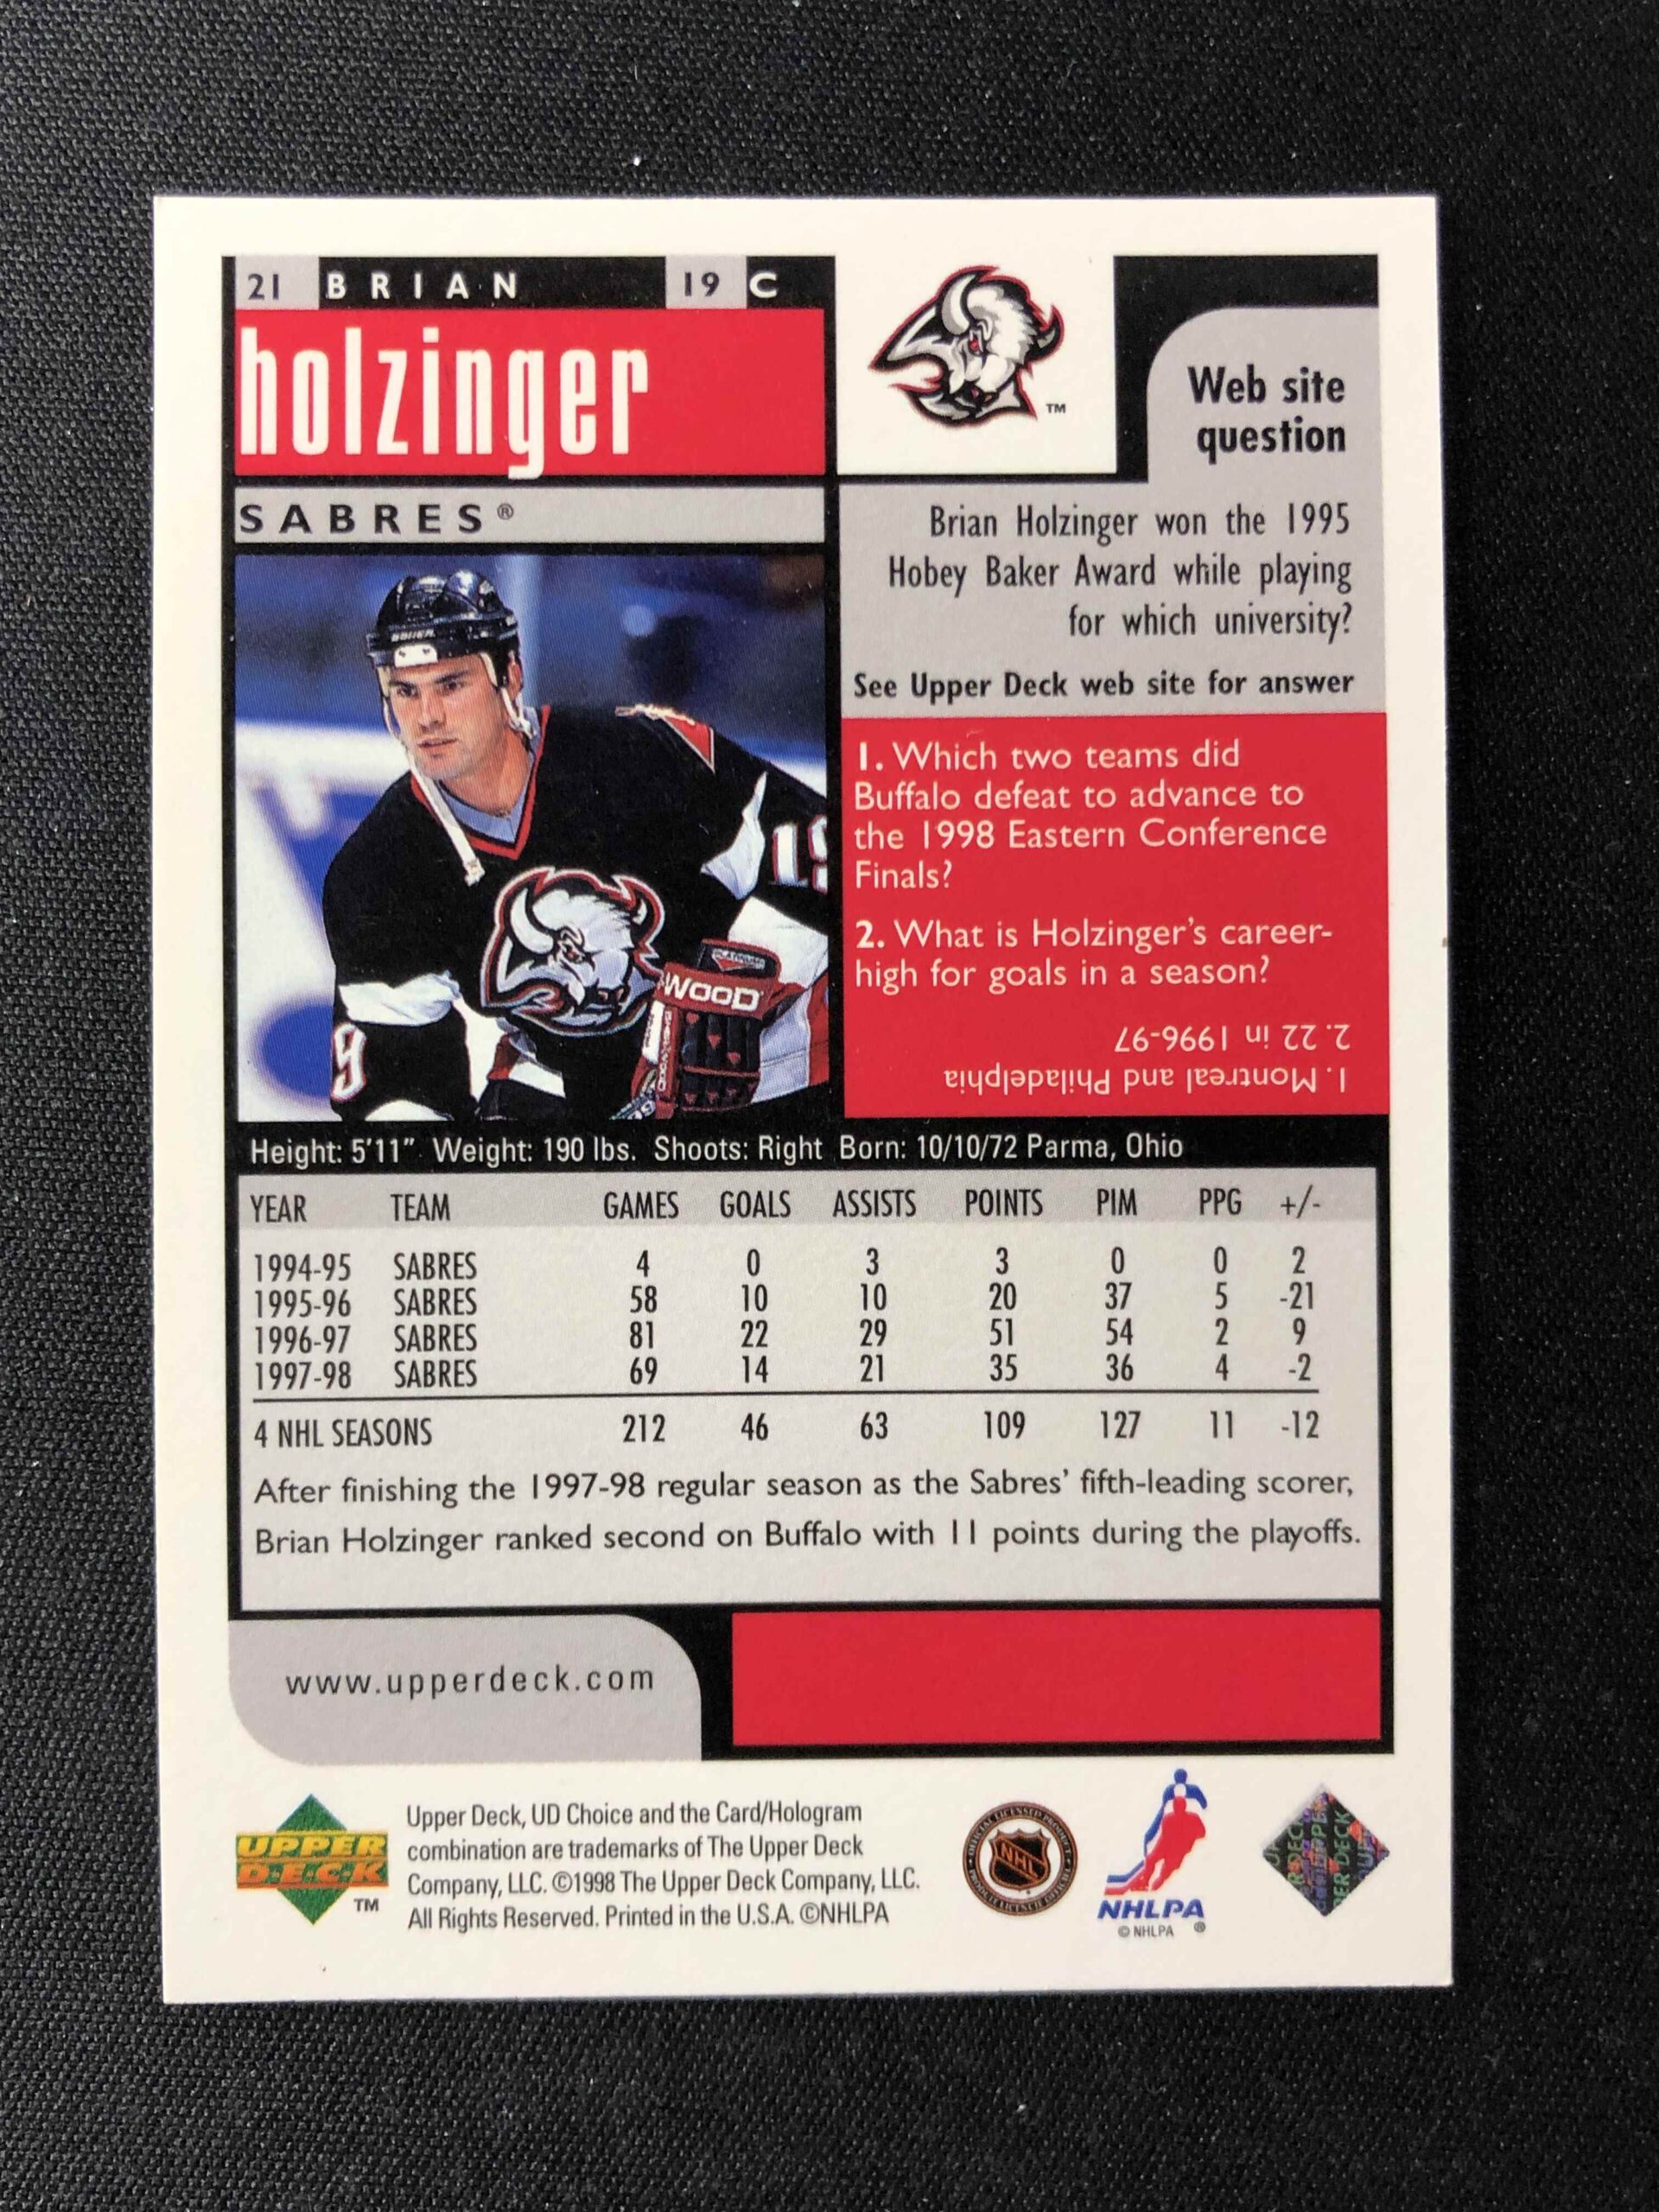 21 BRIAN 19 C
holzinger
SABRES®
TM
Web site
question
Brian Holzinger won the 1995
Hobey Baker Award while playing
for which university?
See Upper Deck web site for answer
1. Which two teams did
Buffalo defeat to advance to
the 1998 Eastern Conference
Finals?
2. What is Holzinger's career-
high for goals in a season?
1. Montreal and Philadelphia
2. 22 in 1996-97
BAUER
19
WOOD
9
Height: 5'11" Weight: 190 lbs. Shoots: Right Born: 10/10/72 Parma, Ohio
YEAR TEAM GAMES GOALS ASSISTS POINTS PIM PPG +/-
1994-95 SABRES 4 0 3 3 0 0 2
1995-96 SABRES 58 10 10 20 37 5 -21
1996-97 SABRES 81 22 29 51 54 2 9
1997-98 SABRES 69 14 21 35 36 4 -2
4 NHL SEASONS 212 46 63 109 127 11 -12
After finishing the 1997-98 regular season as the Sabres' fifth-leading scorer,
Brian Holzinger ranked second on Buffalo with 11 points during the playoffs.
www.upperdeck.com
UPPER
D·E·C·K
TM
Upper Deck, UD Choice and the Card/Hologram
combination are trademarks of The Upper Deck
Company, LLC. ©1998 The Upper Deck Company, LLC.
All Rights Reserved. Printed in the U.S.A. ©NHLPA
NHL
NHLPA
© NHLPA ®